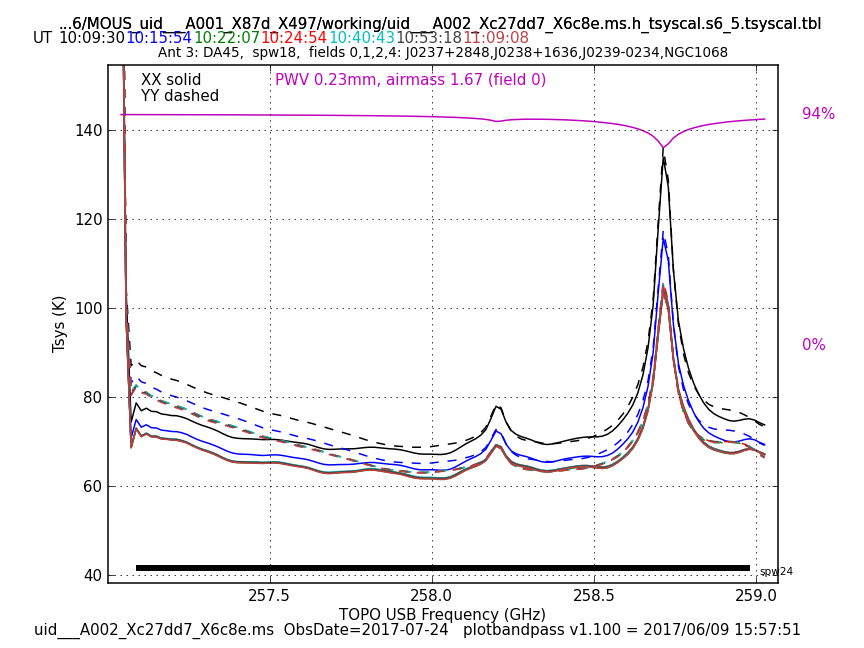 ...6/MOUS_uid___A001_X87d_X497/working/uid___A002_Xc27dd7_X6c8e.ms.h_tsyscal.s6_5.tsyscal.tbl
UT 10:09:30 10:15:54 10:22:07 10:24:54 10:40:43 10:53:18 11:09:08
Ant 3: DA45, spw18, fields 0,1,2,4: J0237+2848,J0238+1636,J0239-0234,NGC1068
XX solid
PWV 0.23mm, airmass 1.67 (field 0)
YY dashed
94%
140
120
Tsys (K)
100
0%
80
60
40
spw24
257.5
258.0
258.5
259.0
TOPO USB Frequency (GHz)
uid___A002_Xc27dd7_X6c8e.ms ObsDate=2017-07-24 plotbandpass v1.100 = 2017/06/09 15:57:51